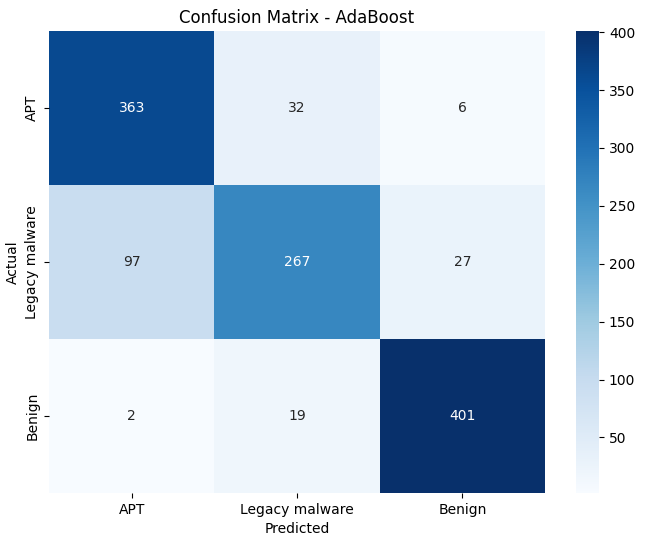 Confusion Matrix - AdaBoost
Actual
APT
Legacy malware
Benign
363 32 6
97 267 27
2 19 401
APT Legacy malware Benign
Predicted
400
350
300
250
200
150
100
50